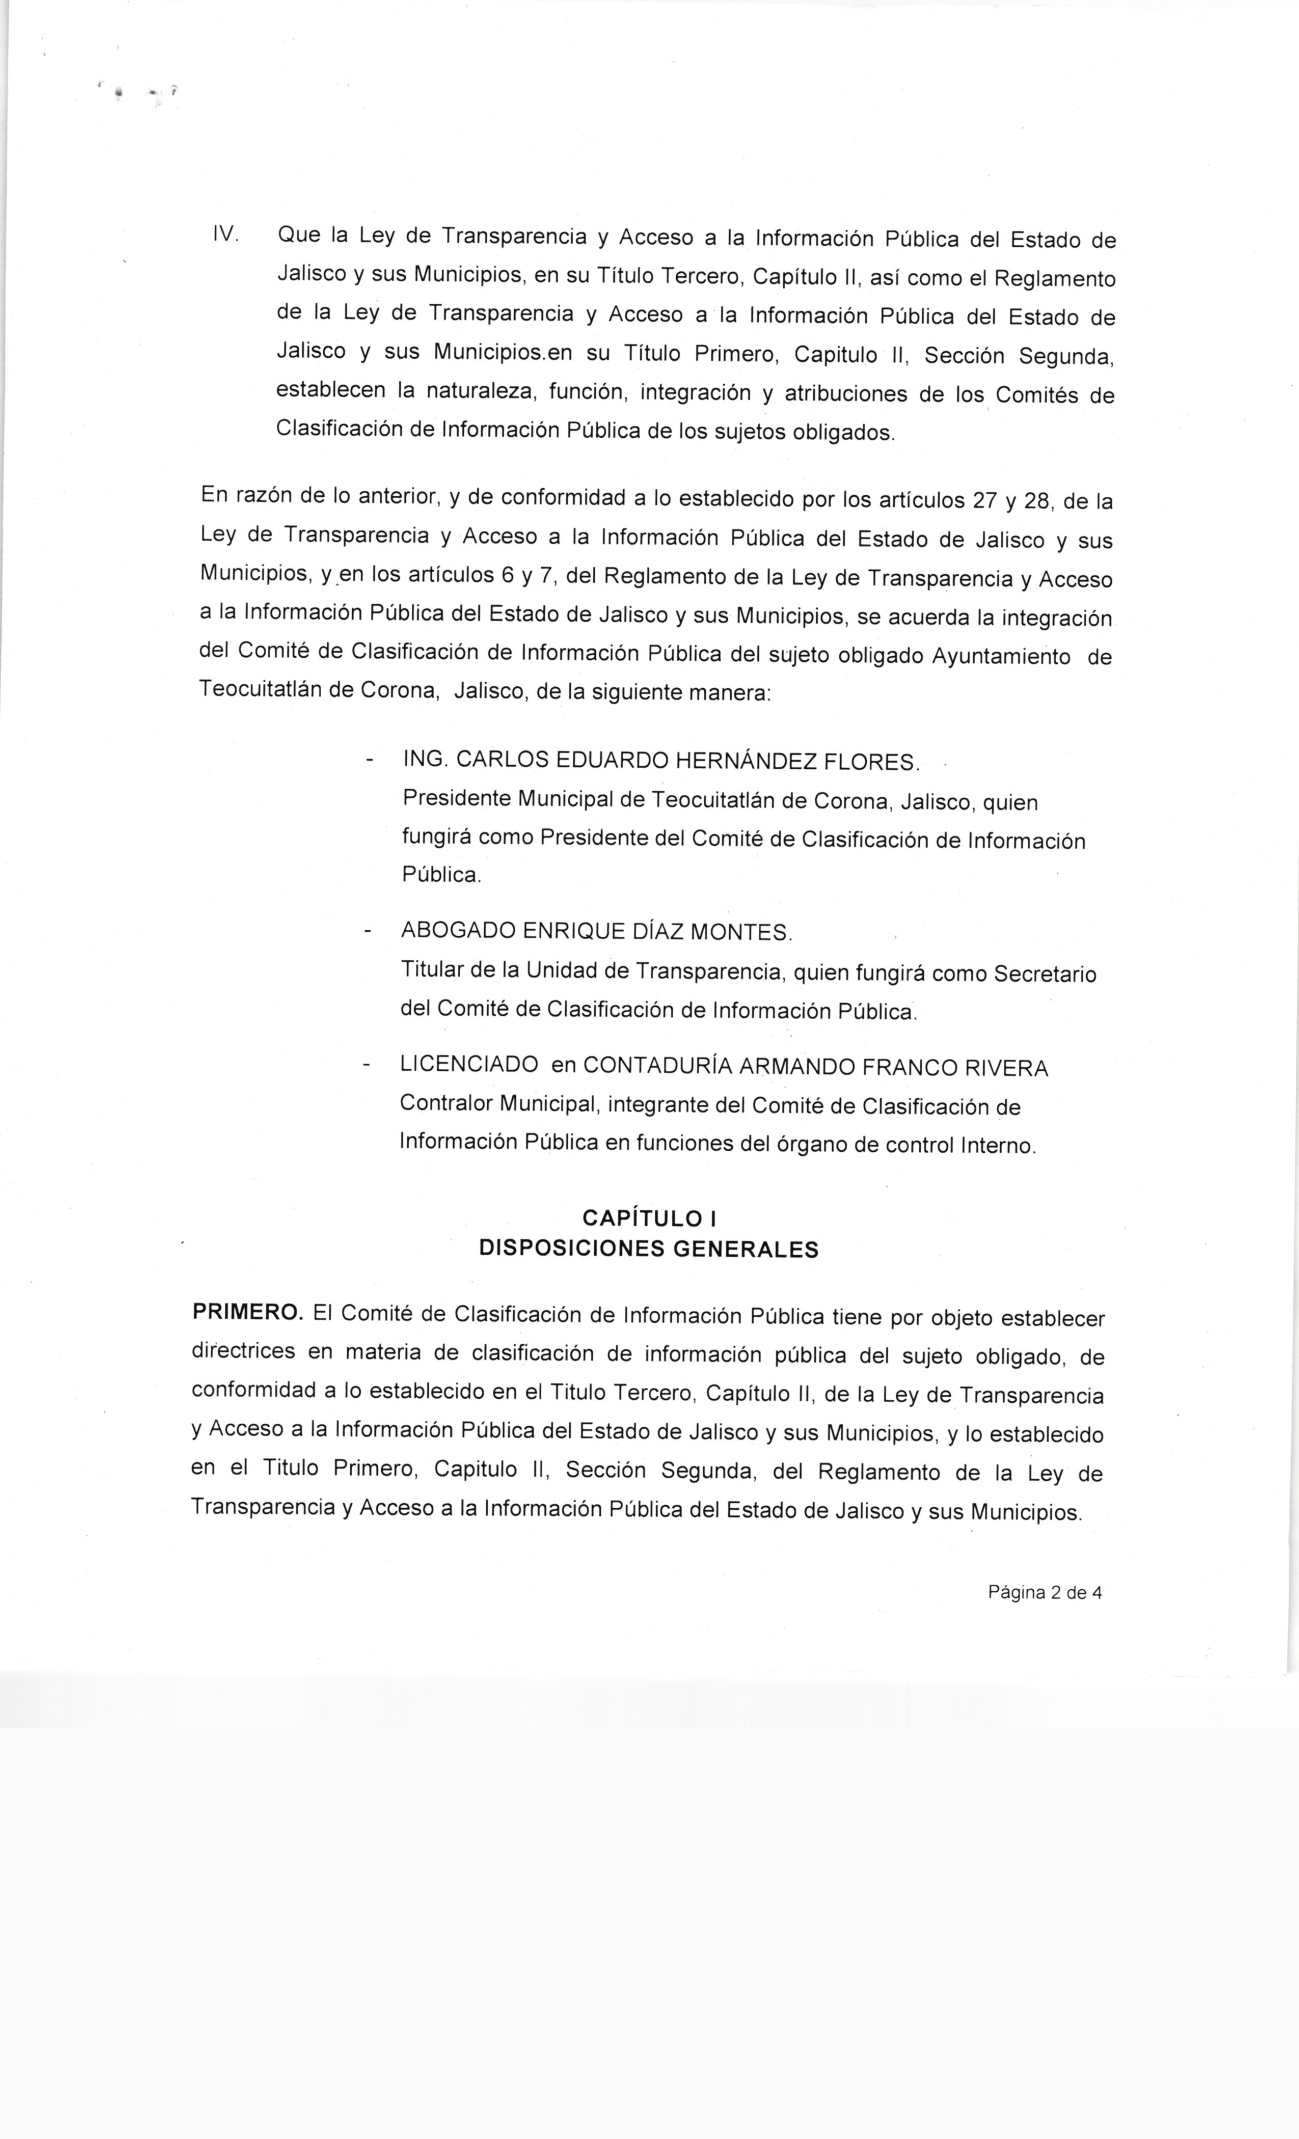 IV. Que la Ley de Transparencia y Acceso a la Información Pública del Estado de
Jalisco y sus Municipios, en su Título Tercero, Capítulo II, así como el Reglamento
de la Ley de Transparencia y Acceso a la Información Pública del Estado de
Jalisco y sus Municipios.en su Título Primero, Capitulo II, Sección Segunda,
establecen la naturaleza, función, integración y atribuciones de los Comités de
Clasificación de Información Pública de los sujetos obligados.
En razón de lo anterior, y de conformidad a lo establecido por los artículos 27 y 28, de la
Ley de Transparencia y Acceso a la Información Pública del Estado de Jalisco y sus
Municipios, y en los artículos 6 y 7, del Reglamento de la Ley de Transparencia y Acceso
a la Información Pública del Estado de Jalisco y sus Municipios, se acuerda la integración
del Comité de Clasificación de Información Pública del sujeto obligado Ayuntamiento de
Teocuitatlán de Corona, Jalisco, de la siguiente manera:
- ING. CARLOS EDUARDO HERNÁNDEZ FLORES.
Presidente Municipal de Teocuitatlán de Corona, Jalisco, quien
fungirá como Presidente del Comité de Clasificación de Información
Pública.
- ABOGADO ENRIQUE DÍAZ MONTES.
Titular de la Unidad de Transparencia, quien fungirá como Secretario
del Comité de Clasificación de Información Pública.
- LICENCIADO en CONTADURÍA ARMANDO FRANCO RIVERA
Contralor Municipal, integrante del Comité de Clasificación de
Información Pública en funciones del órgano de control Interno.
CAPÍTULO I
DISPOSICIONES GENERALES
PRIMERO. El Comité de Clasificación de Información Pública tiene por objeto establecer
directrices en materia de clasificación de información pública del sujeto obligado, de
conformidad a lo establecido en el Titulo Tercero, Capítulo II, de la Ley de Transparencia
y Acceso a la Información Pública del Estado de Jalisco y sus Municipios, y lo establecido
en el Titulo Primero, Capitulo II, Sección Segunda, del Reglamento de la Ley de
Transparencia y Acceso a la Información Pública del Estado de Jalisco y sus Municipios.
Página 2 de 4